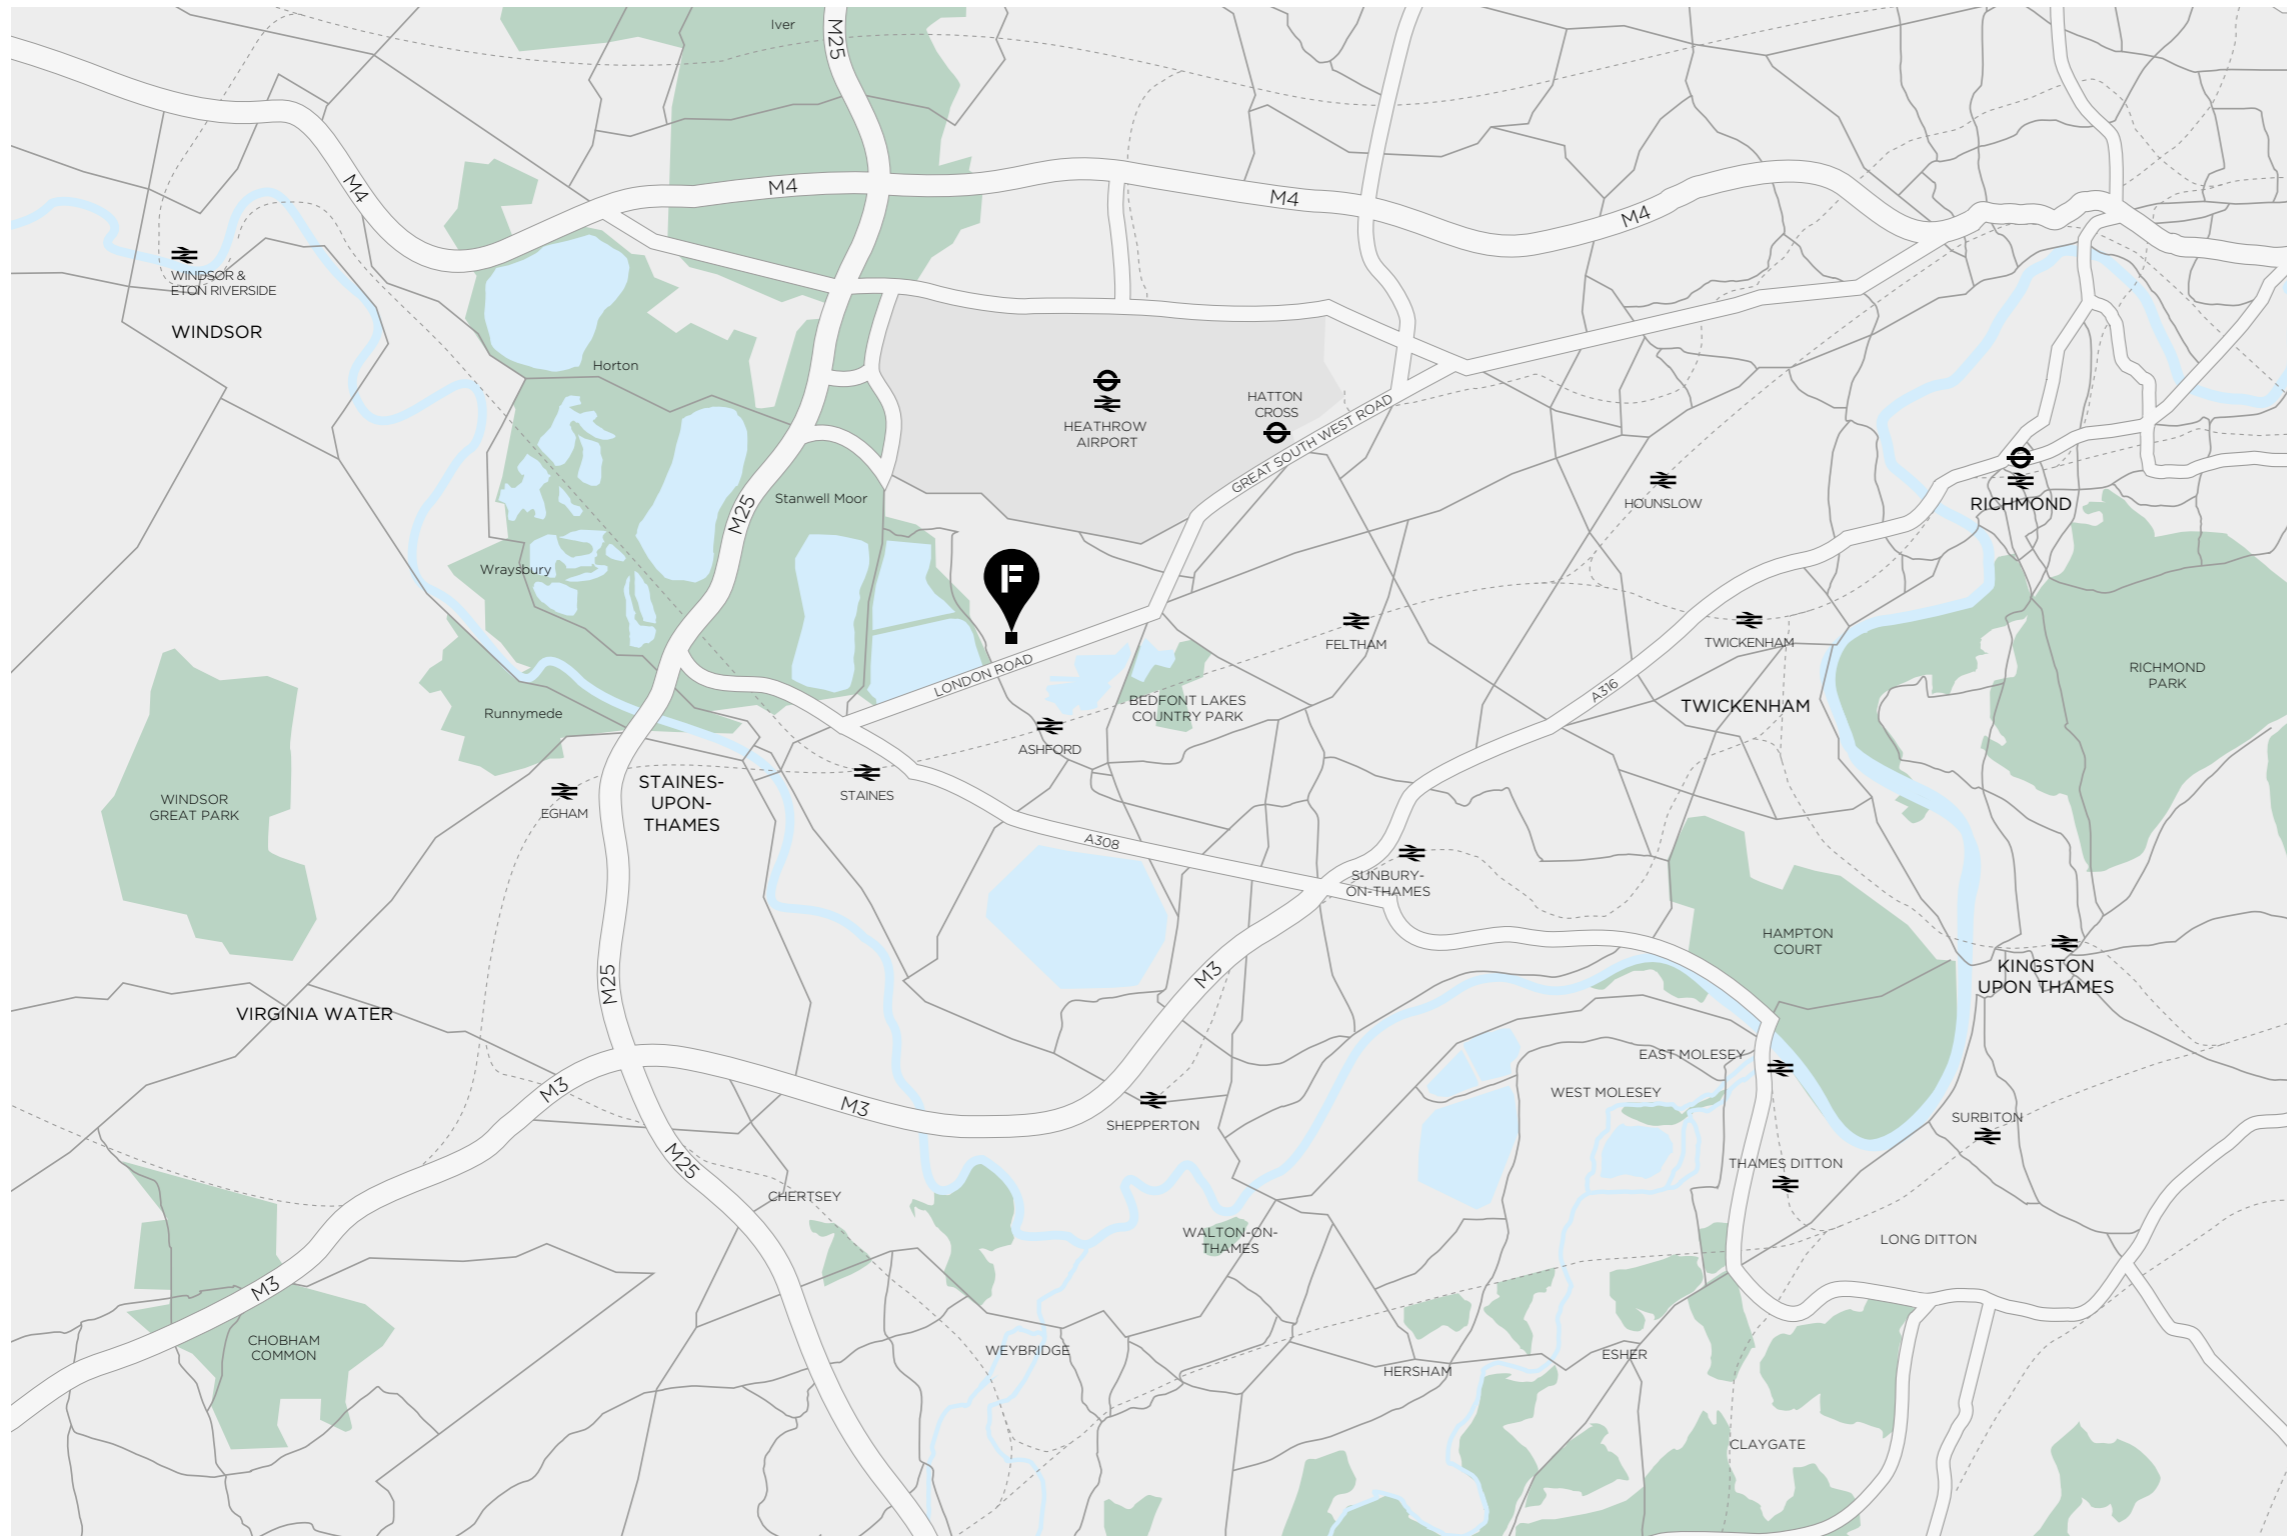 Iver
M25
M4
M4
M4
M4
WINDSOR &
ETON RIVERSIDE
WINDSOR
Horton
HEATHROW
AIRPORT
HATTON
CROSS
GREAT SOUTH WEST ROAD
HOUNSLOW
RICHMOND
M25
Stanwell Moor
Wraysbury
F
LONDON ROAD
FELTHAM
TWICKENHAM
RICHMOND
PARK
A316
TWICKENHAM
BEDFONT LAKES
COUNTRY PARK
Runnymede
ASHFORD
STAINES-
UPON-
THAMES
STAINES
EGHAM
WINDSOR
GREAT PARK
A308
SUNBURY-
ON-THAMES
HAMPTON
COURT
KINGSTON
UPON THAMES
M3
M25
VIRGINIA WATER
EAST MOLESEY
WEST MOLESEY
M3
M3
SHEPPERTON
SURBITON
M25
THAMES DITTON
CHERTSEY
WALTON-ON-
THAMES
LONG DITTON
M3
CHOBHAM
COMMON
WEYBRIDGE
HERSHAM
ESHER
CLAYGATE